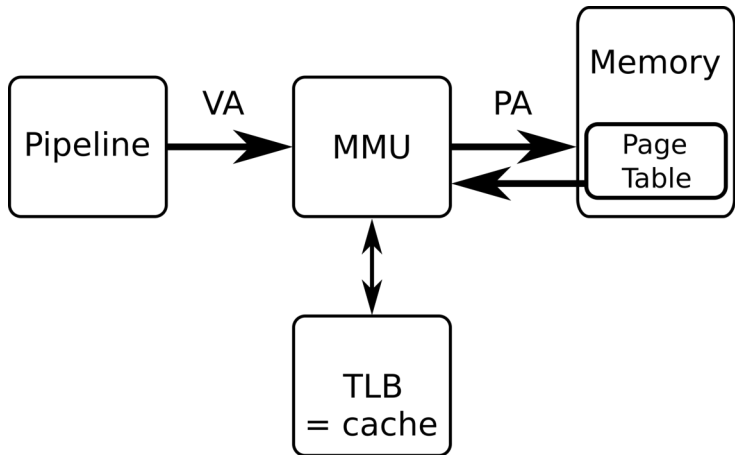 Pipeline
VA
MMU
PA
Memory
Page
Table
TLB
= cache